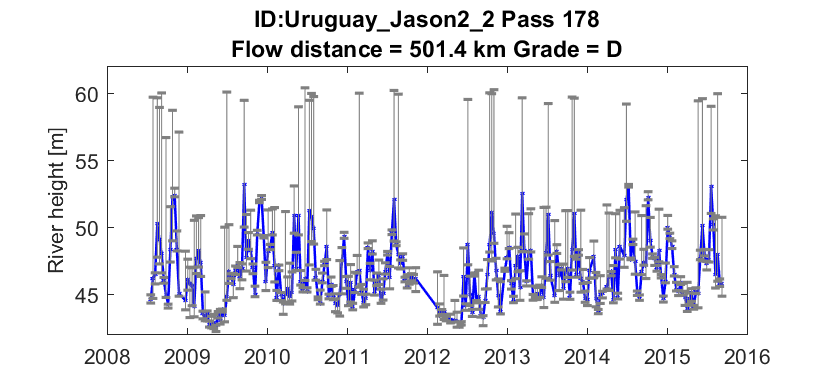 ID:Uruguay_Jason2_2 Pass 178
Flow distance = 501.4 km Grade = D
River height [m]
60
55
50
45
2008 2009 2010 2011 2012 2013 2014 2015 2016